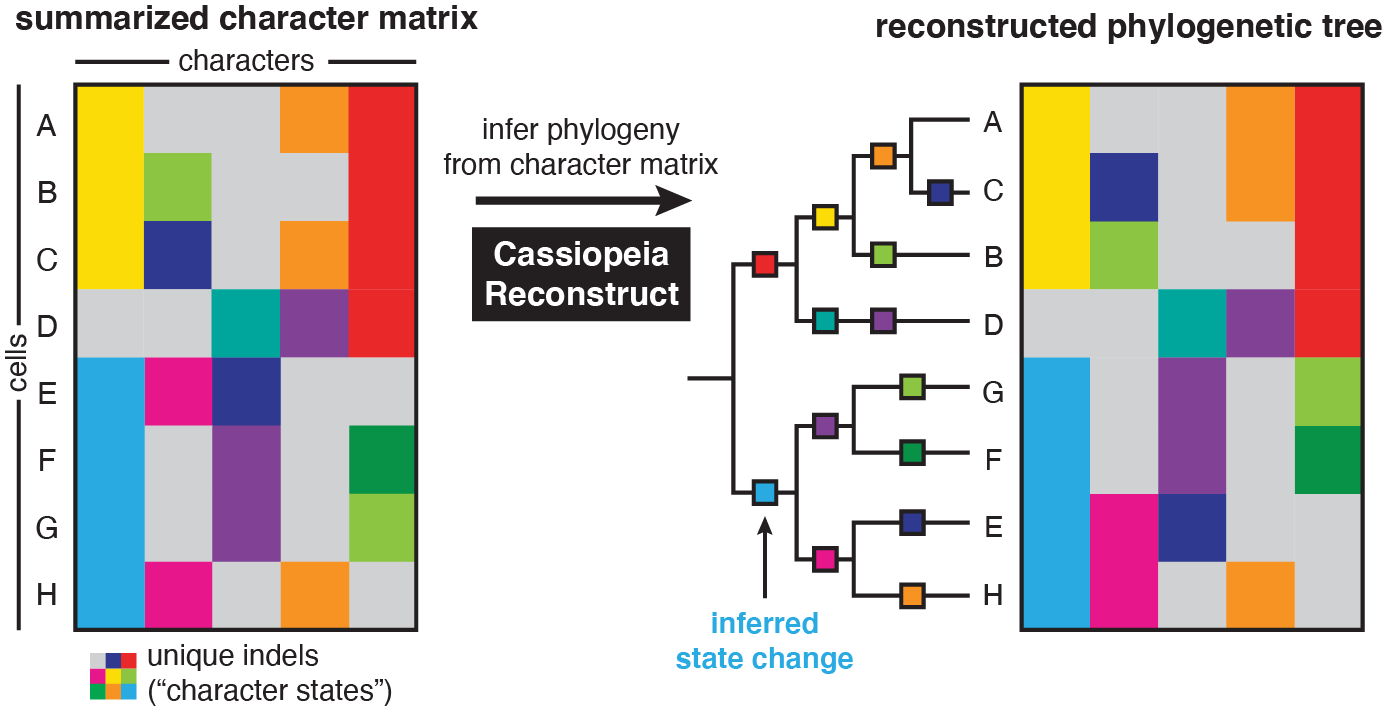 summarized character matrix
characters
cells
A
B
C
D
E
F
G
H
unique indels
(“character states”)
infer phylogeny
from character matrix
Cassiopeia
Reconstruct
reconstructed phylogenetic tree
A
C
B
D
G
F
E
H
inferred
state change